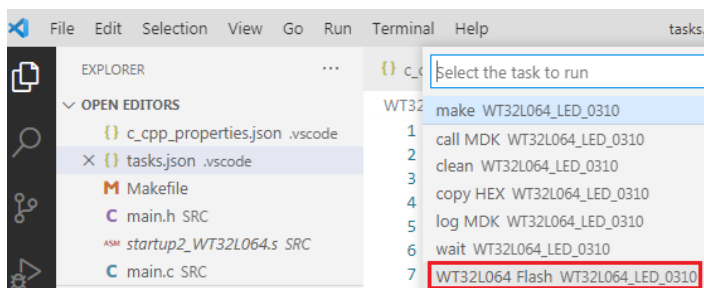 File Edit Selection View Go Run Terminal Help tasks.
EXPLORER ...
OPEN EDITORS
{} c_cpp_properties.json .vscode
{} tasks.json .vscode
Makefile
C main.h SRC
ASM startup2_WT32L064.s SRC
C main.c SRC
{} c_c
WT32
1
2
3
4
5
6
7
Select the task to run
make WT32L064_LED_0310
call MDK WT32L064_LED_0310
clean WT32L064_LED_0310
copy HEX WT32L064_LED_0310
log MDK WT32L064_LED_0310
wait WT32L064_LED_0310
WT32L064 Flash WT32L064_LED_0310